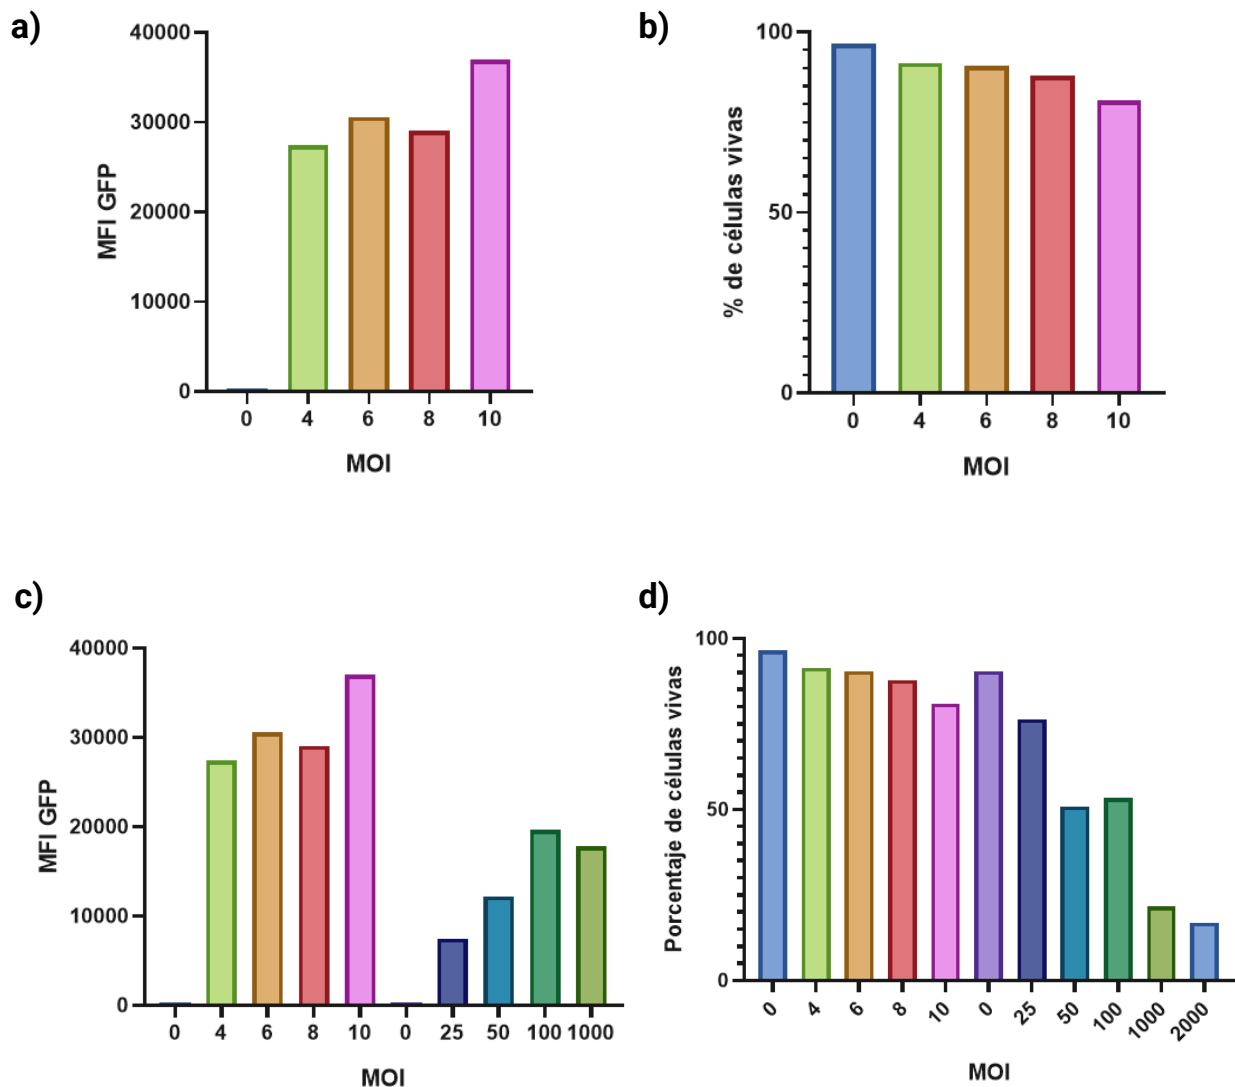 a)
40000
30000
20000
10000
0
MFI GFP
0 4 6 8 10
MOI
b)
100
50
0
% de células vivas
0 4 6 8 10
MOI
c)
40000
30000
20000
10000
0
MFI GFP
0 4 6 8 10 0 25 50 100 1000
MOI
d)
100
50
0
Porcentaje de células vivas
0 4 6 8 10 0 25 50 100 1000 2000
MOI